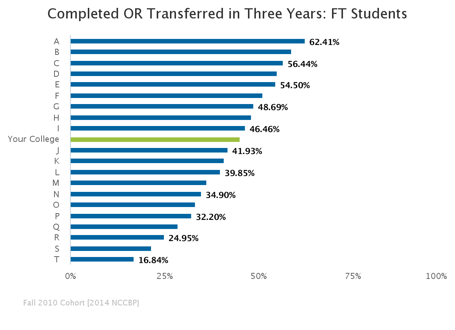 Completed OR Transferred in Three Years: FT Students
A 62.41%
B
C 56.44%
D
E 54.50%
F
G 48.69%
H
I 46.46%
Your College
J 41.93%
K
L 39.85%
M
N 34.90%
O
P 32.20%
Q
R 24.95%
S
T 16.84%
0% 25% 50% 75% 100%
Fall 2010 Cohort [2014 NCCBP]